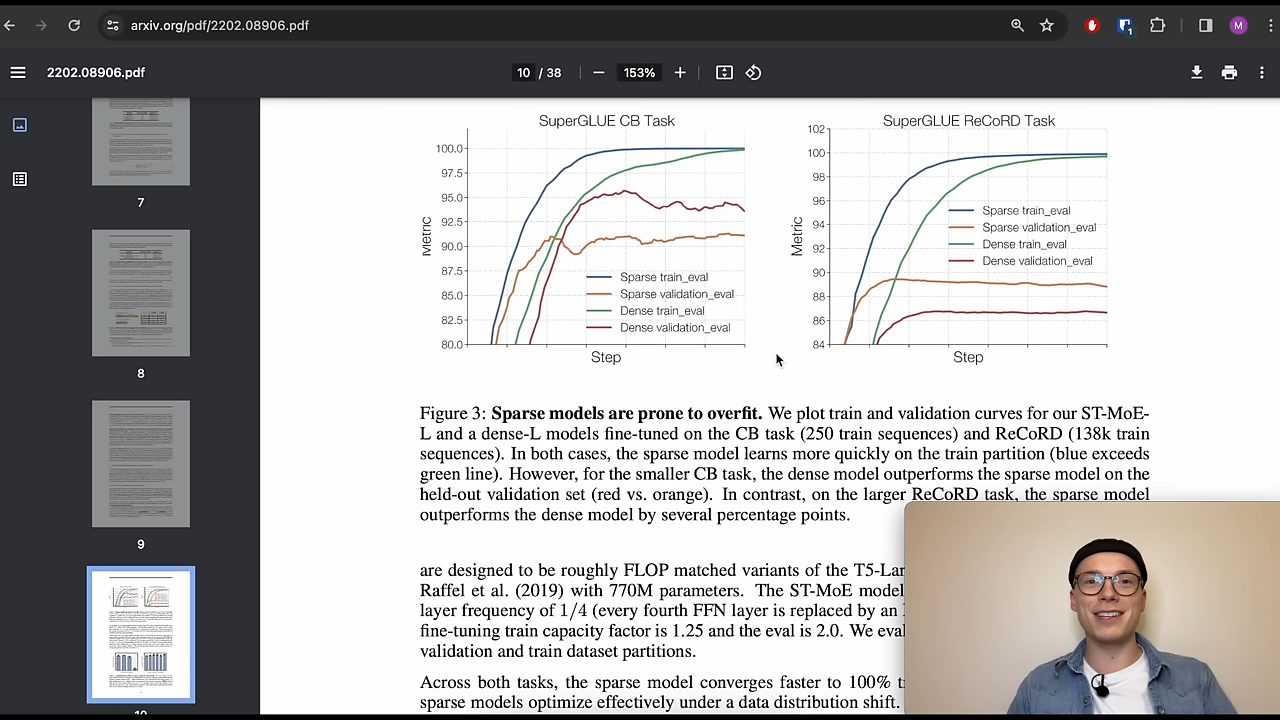 arxiv.org/pdf/2202.08906.pdf
1
M
2202.08906.pdf
10 / 38
153%
7
8
9
10
SuperGLUE CB Task
100.0
97.5
95.0
92.5
90.0
87.5
85.0
82.5
80.0
Metric
Sparse train_eval
Sparse validation_eval
Dense train_eval
Dense validation_eval
Step
SuperGLUE ReCoRD Task
102
100
98
96
94
92
90
88
86
84
Metric
Sparse train_eval
Sparse validation_eval
Dense train_eval
Dense validation_eval
Step
Figure 3: Sparse models are prone to overfit. We plot train and validation curves for our ST-MoE-
L and a dense-L models fine-tuned on the CB task (250 train sequences) and ReCoRD (138k train
sequences). In both cases, the sparse model learns more quickly on the train partition (blue exceeds
green line). However, for the smaller CB task, the dense model outperforms the sparse model on the
held-out validation set (red vs. orange). In contrast, on the larger ReCoRD task, the sparse model
outperforms the dense model by several percentage points.
are designed to be roughly FLOP matched variants of the T5-Lar
Raffel et al. (2019) with 770M parameters. The ST-MoE model
layer frequency of 1/4 (every fourth FFN layer is replaced by an
fine-tuning train capacity factor is 1.25 and the eval is 2.0. We eval
validation and train dataset partitions.
Across both tasks, the sparse model converges faster to 100% t
sparse models optimize effectively under a data distribution shift.